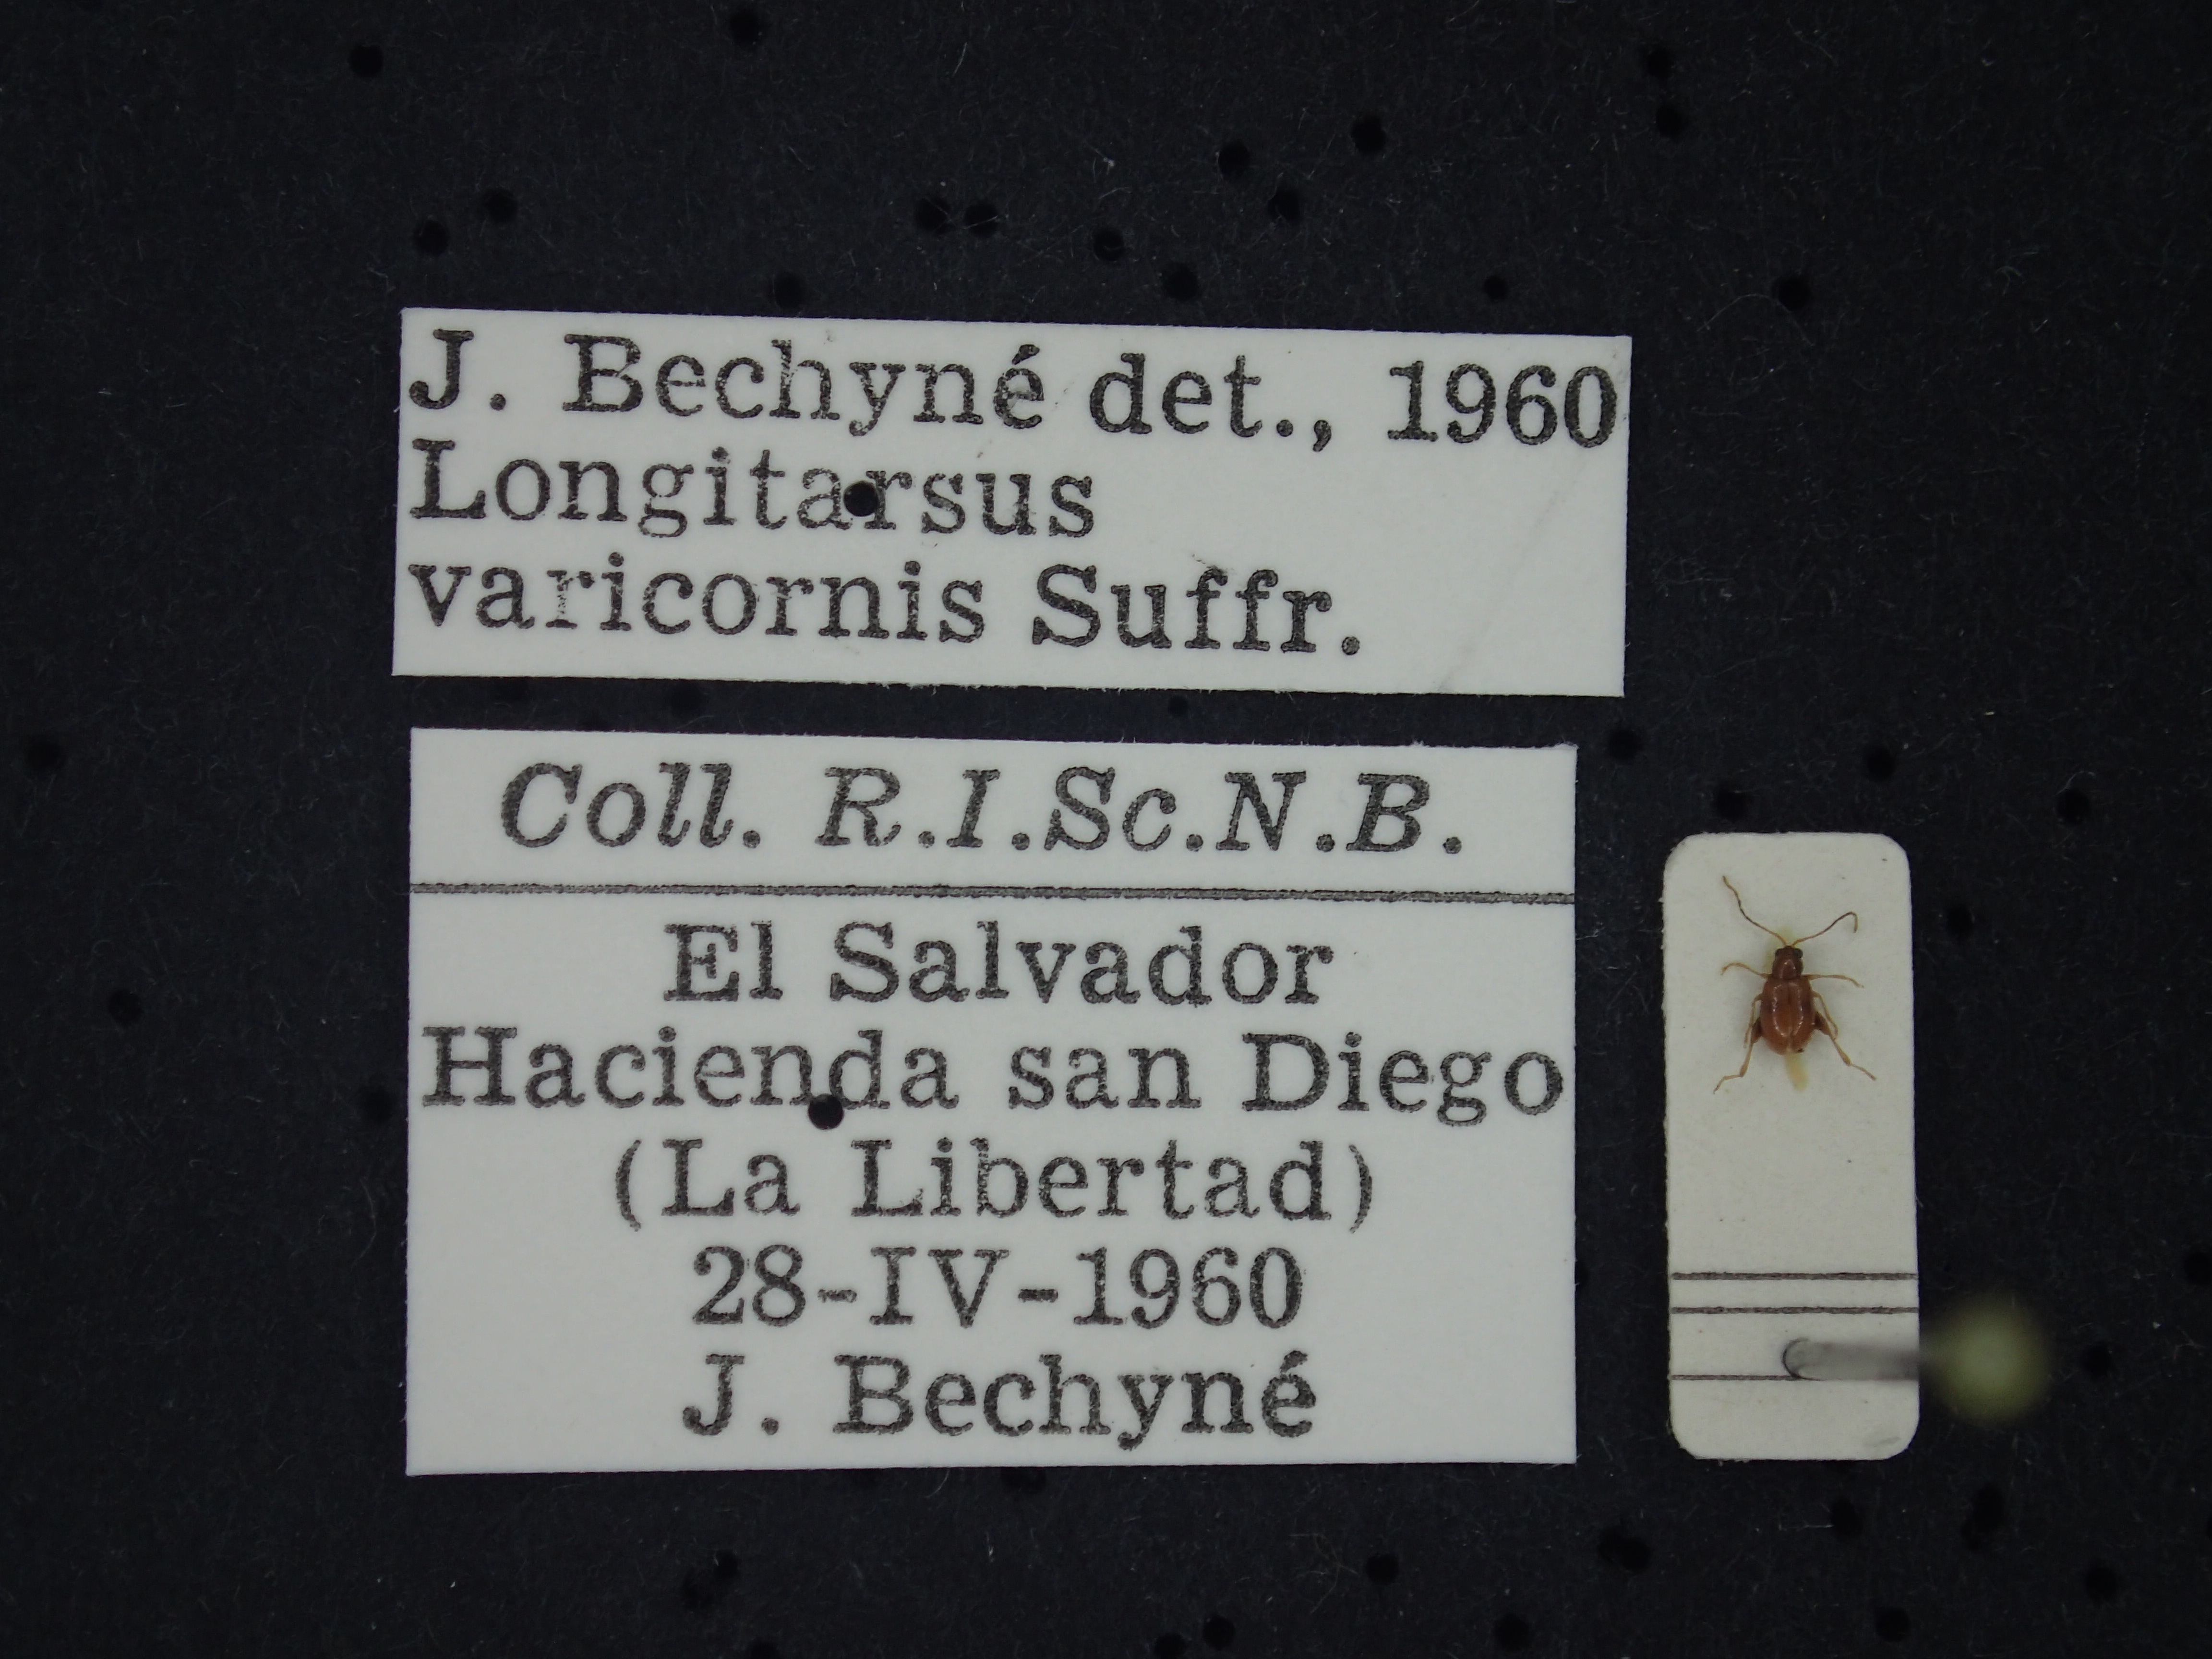 J. Bechyné det., 1960
Longitarsus
varicornis Suffr.
Coll. R.I.Sc.N.B.
El Salvador
Hacienda san Diego
(La Libertad)
28-IV-1960
J. Bechyné